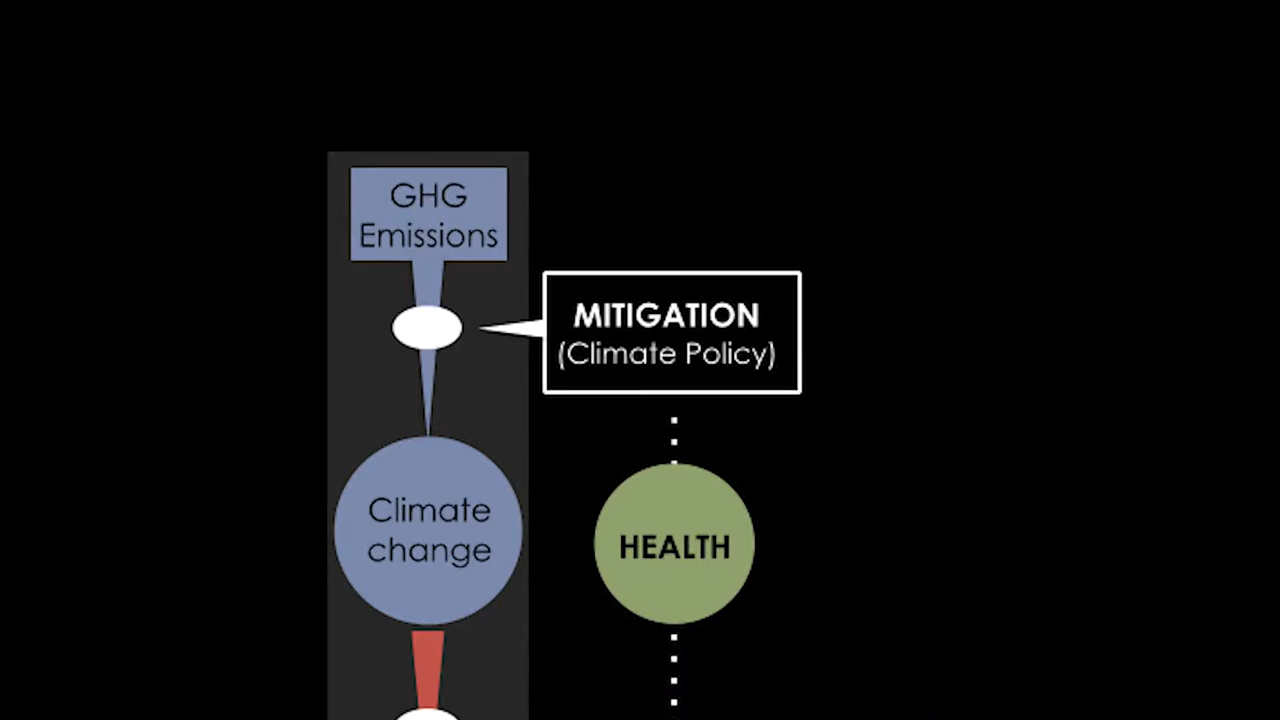 GHG
Emissions
MITIGATION
(Climate Policy)
Climate
change
HEALTH